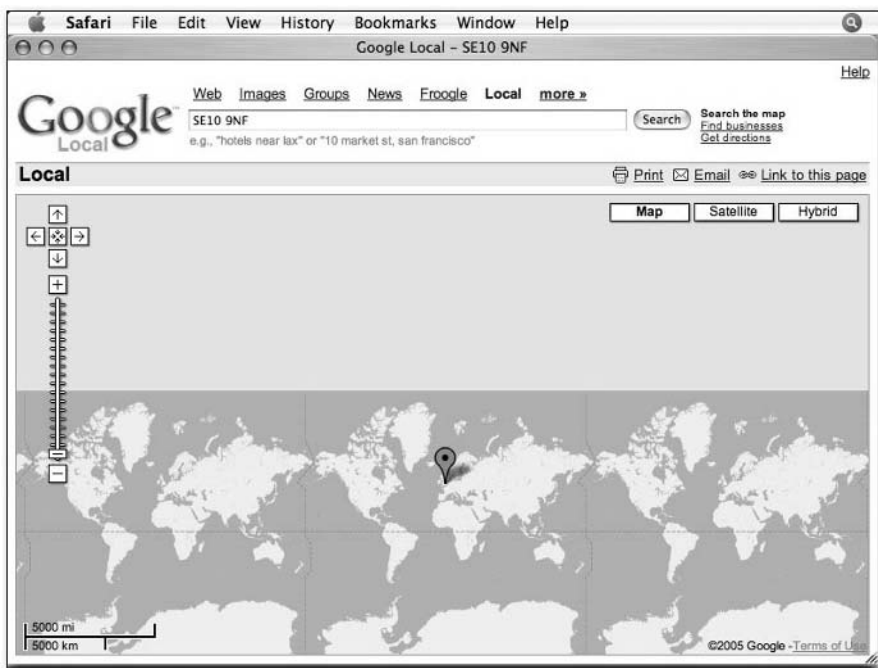 Safari File Edit View History Bookmarks Window Help
Google Local – SE10 9NF
Help
Google Local
Web Images Groups News Froogle Local more »
SE10 9NF
Search
Search the map
Find businesses
Get directions
e.g., "hotels near lax" or "10 market st, san francisco"
Local
Print Email Link to this page
Map Satellite Hybrid
5000 mi
5000 km
©2005 Google - Terms of Use